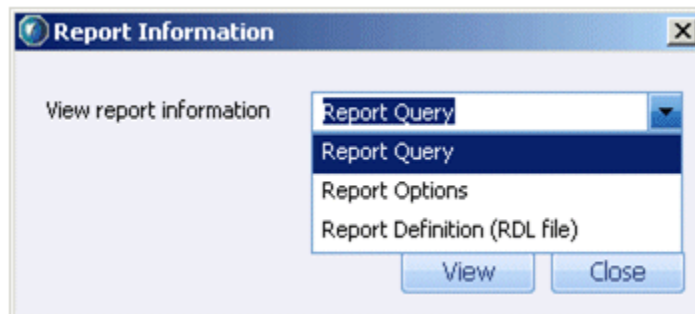 Report Information
View report information
Report Query
Report Query
Report Options
Report Definition (RDL file)
View Close